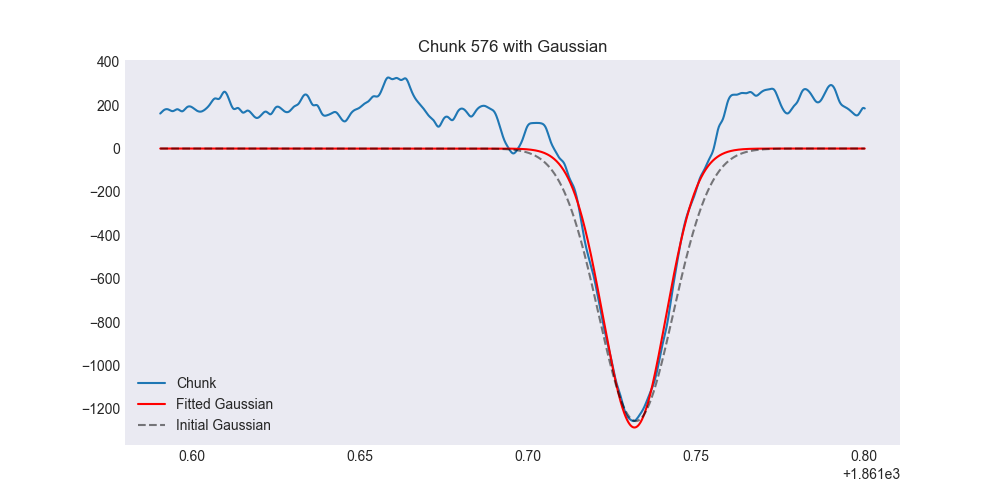 Chunk 576 with Gaussian
400
200
0
−200
−400
−600
−800
−1000
−1200
Chunk
Fitted Gaussian
Initial Gaussian
0.60 0.65 0.70 0.75 0.80
+1.861e3